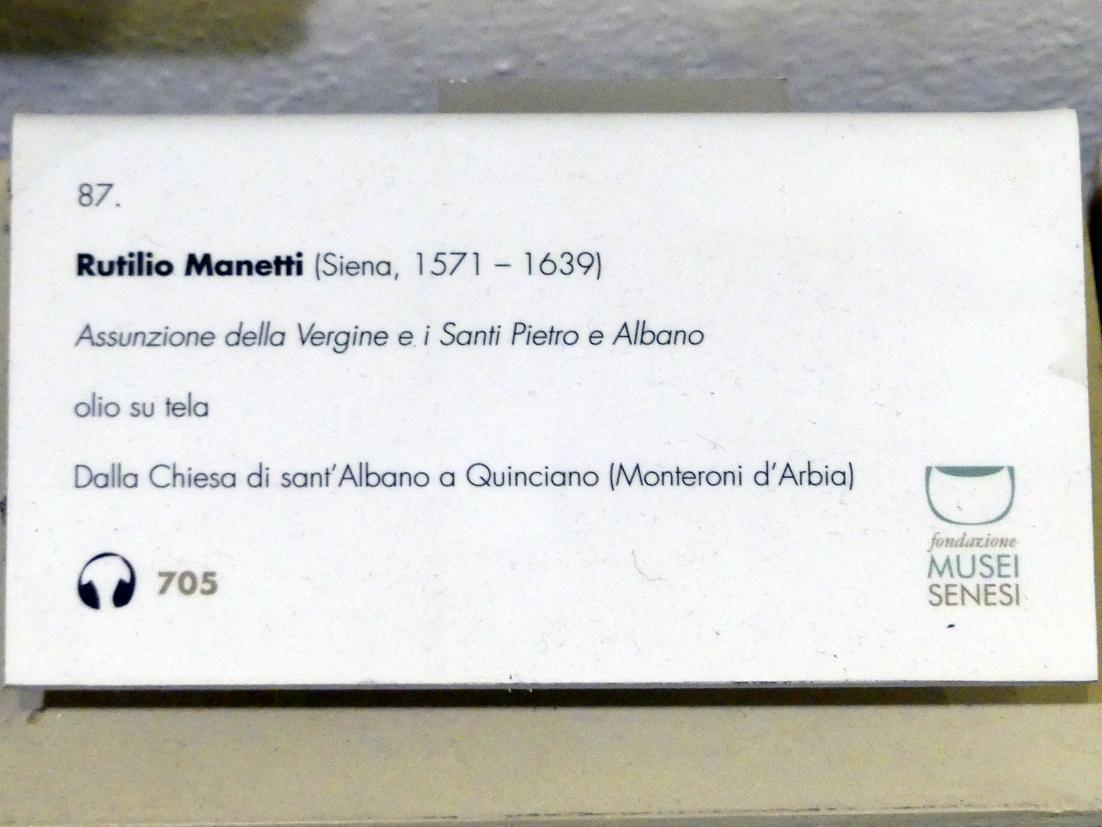 87.
Rutilio Manetti (Siena, 1571 – 1639)
Assunzione della Vergine e i Santi Pietro e Albano
olio su tela
Dalla Chiesa di sant'Albano a Quinciano (Monteroni d'Arbia)
705
fondazione
MUSEI
SENESI